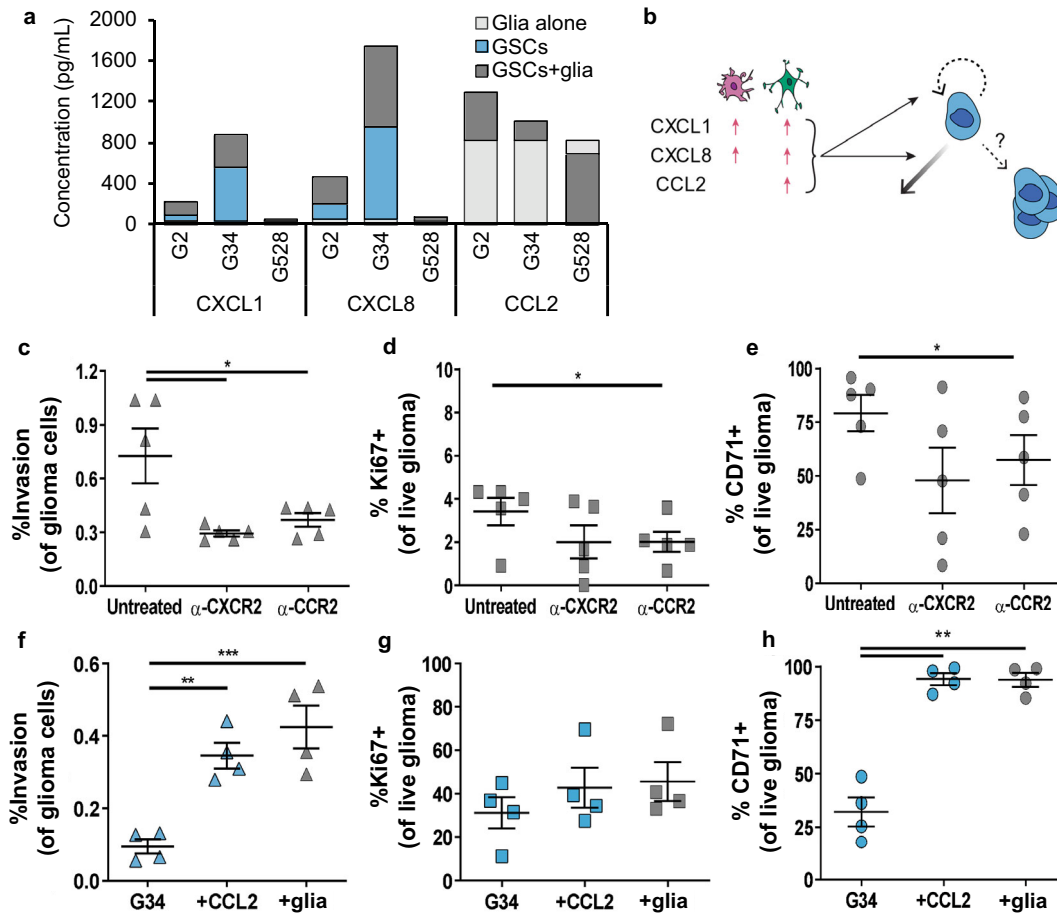 a
Concentration (pg/mL)
2000
1600
1200
800
400
0
Glia alone
GSCs
GSCs+glia
G2
G34
G528
G2
G34
G528
G2
G34
G528
CXCL1
CXCL8
CCL2
b
CXCL1
CXCL8
CCL2
?
c
%Invasion
(of glioma cells)
1.2
0.9
0.6
0.3
0.0
*
Untreated α-CXCR2 α-CCR2
d
% Ki67+
(of live glioma)
10
8
6
4
2
0
*
Untreated α-CXCR2 α-CCR2
e
% CD71+
(of live glioma)
100
75
50
25
0
*
Untreated α-CXCR2 α-CCR2
f
%Invasion
(of glioma cells)
0.6
0.4
0.2
0.0
***
**
G34 +CCL2 +glia
g
%Ki67+
(of live glioma)
100
80
60
40
20
0
G34 +CCL2 +glia
h
% CD71+
(of live glioma)
100
75
50
25
0
**
G34 +CCL2 +glia